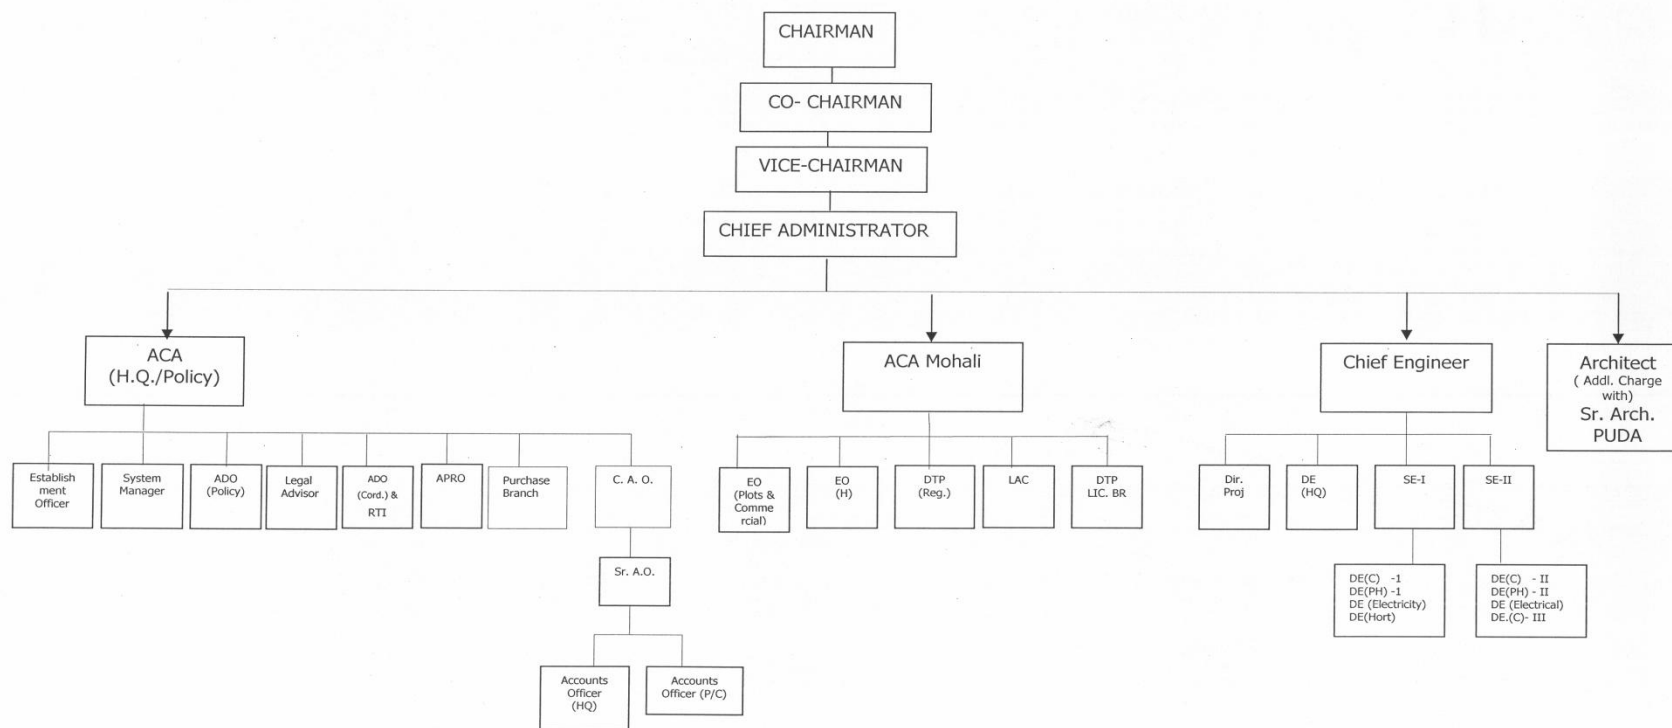 CHAIRMAN
CO- CHAIRMAN
VICE-CHAIRMAN
CHIEF ADMINISTRATOR
ACA
(H.Q./Policy)
ACA Mohali
Chief Engineer
Architect
( Addl. Charge
with)
Sr. Arch.
PUDA
Establish
ment
Officer
System
Manager
ADO
(Policy)
Legal
Advisor
ADO
(Cord.) &
RTI
APRO
Purchase
Branch
C. A. O.
EO
(Plots &
Comme
rcial)
EO
(H)
DTP
(Reg.)
LAC
DTP
LIC. BR
Dir.
Proj
DE
(HQ)
SE-I
SE-II
Sr. A.O.
DE(C) -1
DE(PH) -1
DE (Electricity)
DE(Hort)
DE(C) - II
DE(PH) - II
DE (Electrical)
DE.(C)- III
Accounts
Officer
(HQ)
Accounts
Officer (P/C)